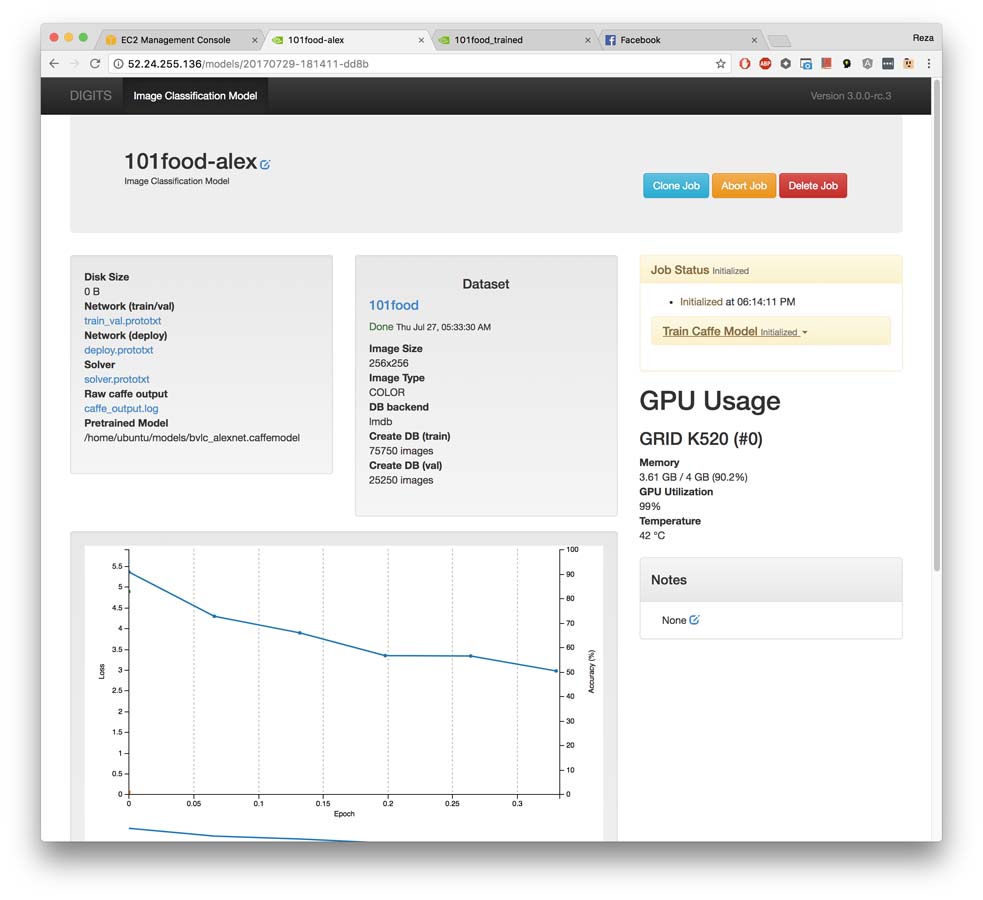 EC2 Management Console
101food-alex
101food_trained
Facebook
Reza
52.24.255.136/models/20170729-181411-dd8b
ABP
DIGITS
Image Classification Model
Version 3.0.0-rc.3
101food-alex
Image Classification Model
Clone Job
Abort Job
Delete Job
Disk Size
0 B
Network (train/val)
train_val.prototxt
Network (deploy)
deploy.prototxt
Solver
solver.prototxt
Raw caffe output
caffe_output.log
Pretrained Model
/home/ubuntu/models/bvlc_alexnet.caffemodel
Dataset
101food
Done Thu Jul 27, 05:33:30 AM
Image Size
256x256
Image Type
COLOR
DB backend
lmdb
Create DB (train)
75750 images
Create DB (val)
25250 images
Job Status Initialized
Initialized at 06:14:11 PM
Train Caffe Model Initialized
GPU Usage
GRID K520 (#0)
Memory
3.61 GB / 4 GB (90.2%)
GPU Utilization
99%
Temperature
42 °C
Notes
None
5.5
5
4.5
4
3.5
3
2.5
2
1.5
1
0.5
0
Loss
100
90
80
70
60
50
40
30
20
10
0
Accuracy (%)
0
0.05
0.1
0.15
0.2
0.25
0.3
Epoch